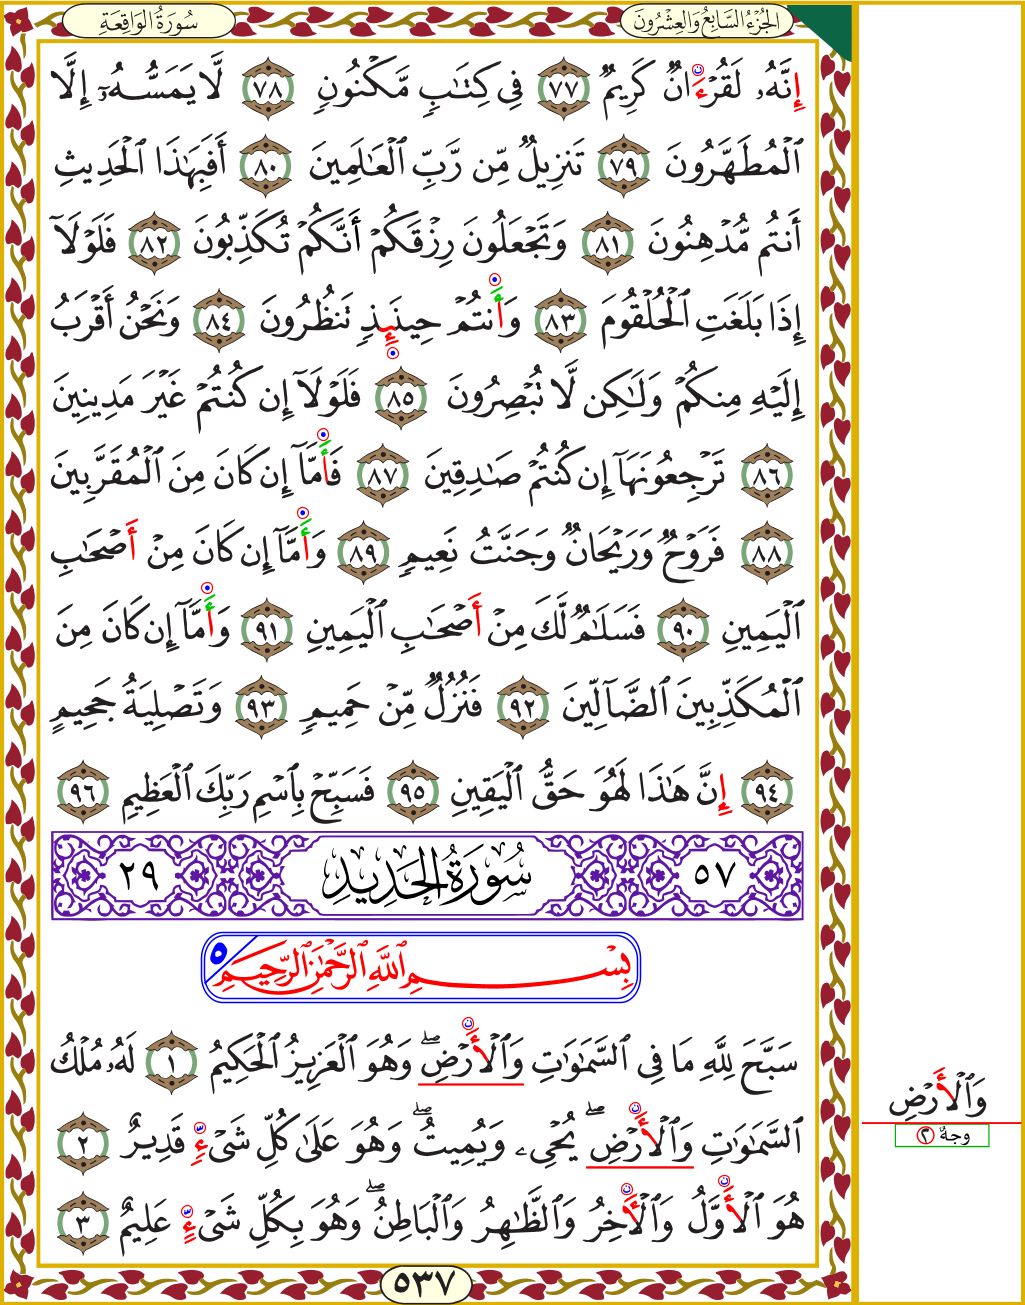 سُورَةُ الوَاقِعَةِ
الجُزْءُ السَّابِعُ وَالعِشْرُونَ
إِنَّهُۥ لَقُرْءَانٌ كَرِيمٌ ٧٧ فِى كِتَٰبٍ مَّكْنُونٍ ٧٨ لَّا يَمَسُّهُۥٓ إِلَّا
ٱلْمُطَهَّرُونَ ٧٩ تَنزِيلٌ مِّن رَّبِّ ٱلْعَٰلَمِينَ ٨٠ أَفَبِهَٰذَا ٱلْحَدِيثِ
أَنتُم مُّدْهِنُونَ ٨١ وَتَجْعَلُونَ رِزْقَكُمْ أَنَّكُمْ تُكَذِّبُونَ ٨٢ فَلَوْلَآ
إِذَا بَلَغَتِ ٱلْحُلْقُومَ ٨٣ وَأَنتُمْ حِينَئِذٍ تَنظُرُونَ ٨٤ وَنَحْنُ أَقْرَبُ
إِلَيْهِ مِنكُمْ وَلَٰكِن لَّا تُبْصِرُونَ ٨٥ فَلَوْلَآ إِن كُنتُمْ غَيْرَ مَدِينِينَ
٨٦ تَرْجِعُونَهَآ إِن كُنتُمْ صَٰدِقِينَ ٨٧ فَأَمَّآ إِن كَانَ مِنَ ٱلْمُقَرَّبِينَ
٨٨ فَرَوْحٌ وَرَيْحَانٌ وَجَنَّتُ نَعِيمٍ ٨٩ وَأَمَّآ إِن كَانَ مِنْ أَصْحَٰبِ
ٱلْيَمِينِ ٩٠ فَسَلَٰمٌ لَّكَ مِنْ أَصْحَٰبِ ٱلْيَمِينِ ٩١ وَأَمَّآ إِن كَانَ مِنَ
ٱلْمُكَذِّبِينَ ٱلضَّآلِّينَ ٩٢ فَنُزُلٌ مِّنْ حَمِيمٍ ٩٣ وَتَصْلِيَةُ جَحِيمٍ
٩٤ إِنَّ هَٰذَا لَهُوَ حَقُّ ٱلْيَقِينِ ٩٥ فَسَبِّحْ بِٱسْمِ رَبِّكَ ٱلْعَظِيمِ ٩٦
٥٧ سُورَةُ الحَدِيدِ ٢٩
بِسْمِ ٱللَّهِ ٱلرَّحْمَٰنِ ٱلرَّحِيمِ ٥
سَبَّحَ لِلَّهِ مَا فِى ٱلسَّمَٰوَٰتِ وَٱلْأَرْضِ ۖ وَهُوَ ٱلْعَزِيزُ ٱلْحَكِيمُ ١ لَهُۥ مُلْكُ
ٱلسَّمَٰوَٰتِ وَٱلْأَرْضِ ۖ يُحْىِۦ وَيُمِيتُ ۖ وَهُوَ عَلَىٰ كُلِّ شَىْءٍ قَدِيرٌ ٢
هُوَ ٱلْأَوَّلُ وَٱلْءَاخِرُ وَٱلظَّٰهِرُ وَٱلْبَاطِنُ ۖ وَهُوَ بِكُلِّ شَىْءٍ عَلِيمٌ ٣
وَٱلْأَرْضِ
وجهٌ ٣
٥٣٧